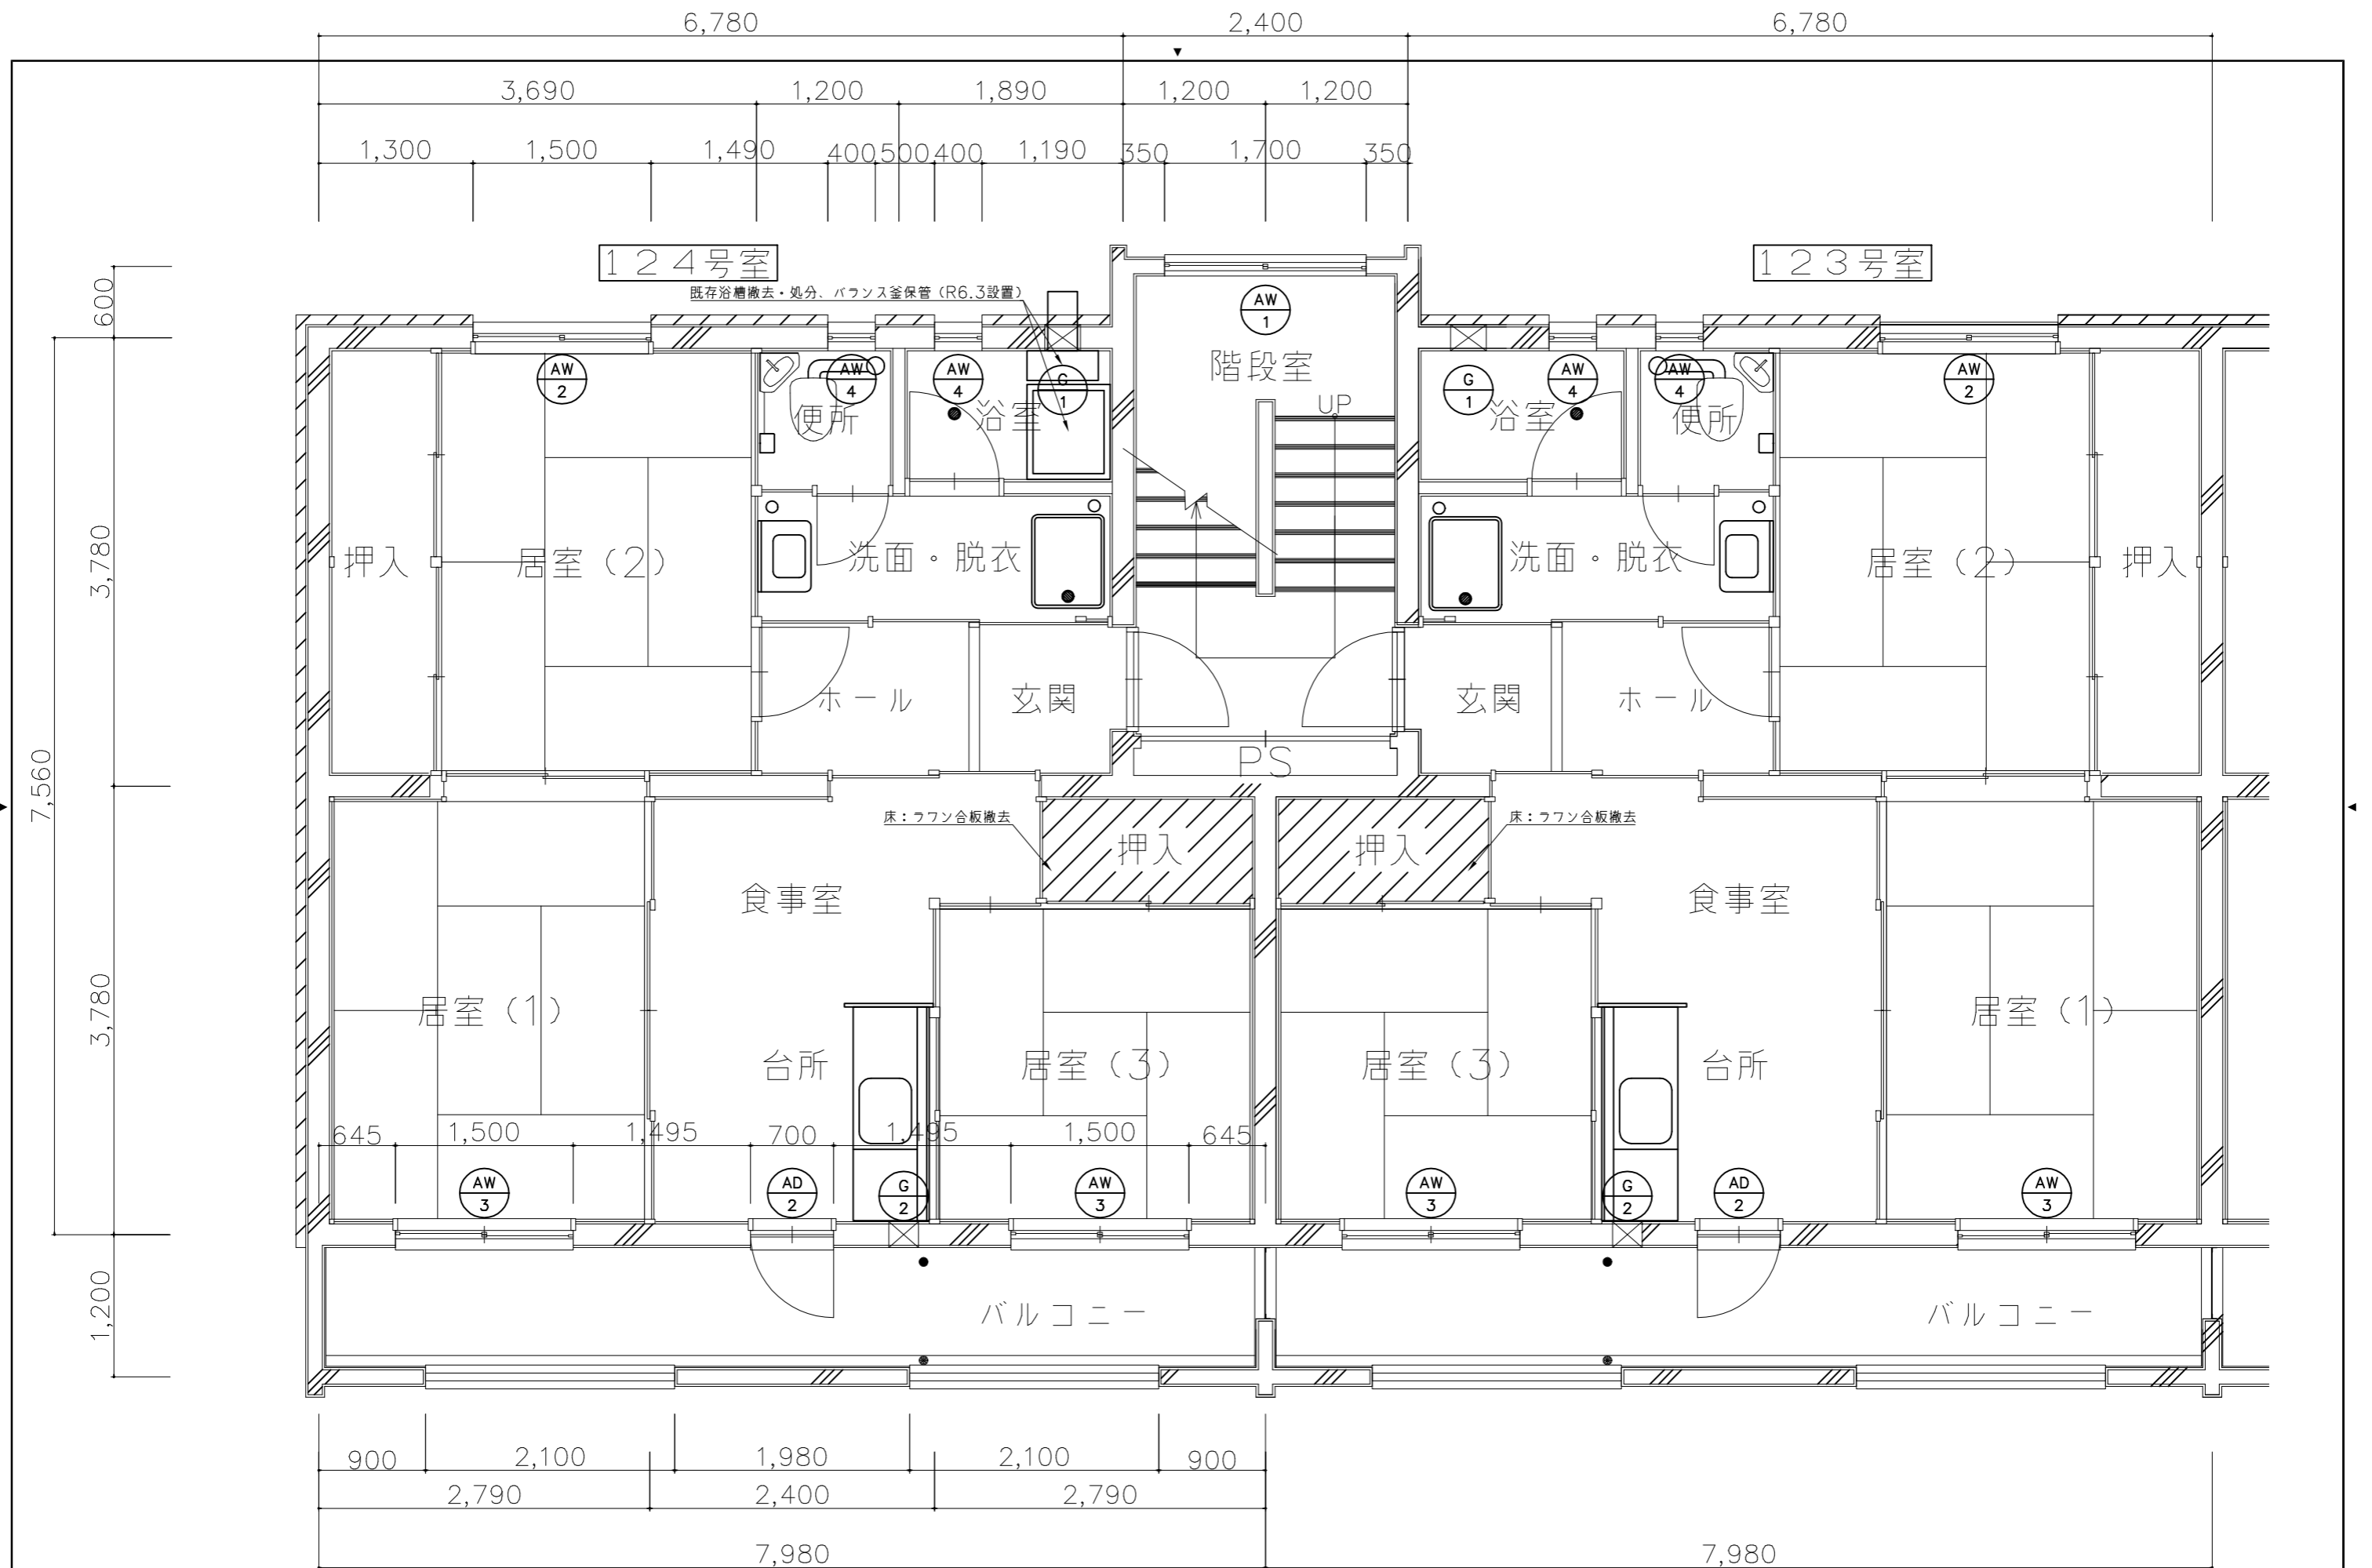 6,780 2,400 6,780
3,690 1,200 1,890 1,200 1,200
1,300 1,500 1,490 400 500 400 1,190 350 1,700 350
124号室 123号室
既存浴槽撤去・処分、バランス釜保管（R6.3設置）
600
AW 1
階段室
UP
AW 2
AW 4
AW 4
G 1
G 1
AW 4
AW 4
AW 2
便所 浴室 浴室 便所
3,780
押入 居室（2） 洗面・脱衣 洗面・脱衣 居室（2） 押入
ホール 玄関 玄関 ホール
PS
7,560
床：ラワン合板撤去 押入 押入 床：ラワン合板撤去
食事室 食事室
3,780
居室（1） 居室（1）
台所 居室（3） 居室（3） 台所
645 1,500 1,495 700 1,495 1,500 645
AW 3
AD 2
G 2
AW 3
AW 3
G 2
AD 2
AW 3
1,200
バルコニー バルコニー
900 2,100 1,980 2,100 900
2,790 2,400 2,790
7,980 7,980